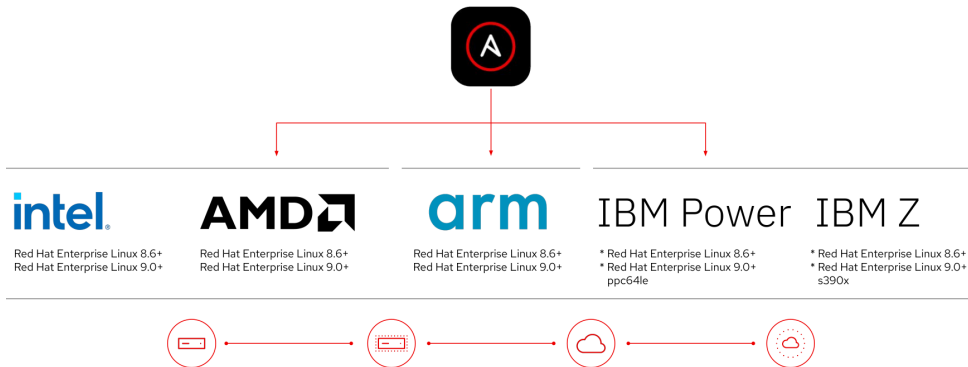 intel.
AMD
arm
IBM Power
IBM Z
Red Hat Enterprise Linux 8.6+
Red Hat Enterprise Linux 9.0+
Red Hat Enterprise Linux 8.6+
Red Hat Enterprise Linux 9.0+
Red Hat Enterprise Linux 8.6+
Red Hat Enterprise Linux 9.0+
* Red Hat Enterprise Linux 8.6+
* Red Hat Enterprise Linux 9.0+
ppc64le
* Red Hat Enterprise Linux 8.6+
* Red Hat Enterprise Linux 9.0+
s390x